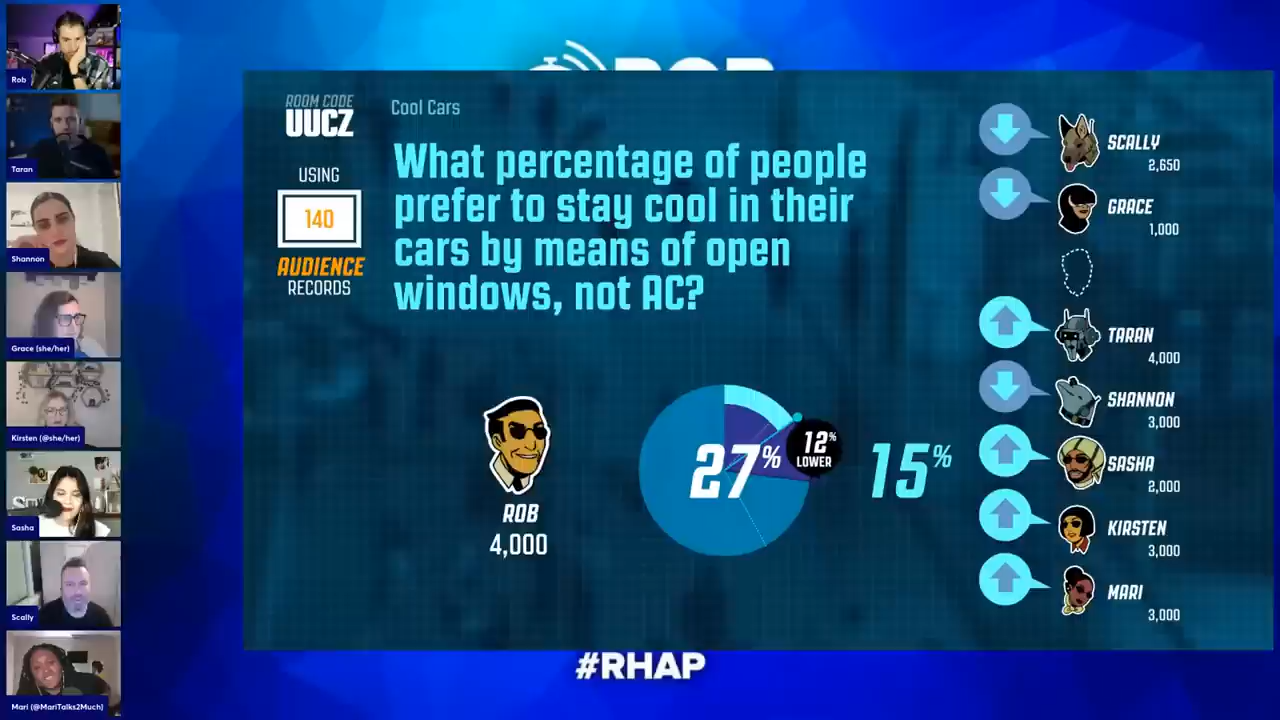 Rob
Taran
Shannon
Grace (she/her)
Kirsten (@she/her)
Sasha
Scally
Mari (@MariTalks2Much)
ROOM CODE
UUCZ
USING
140
AUDIENCE
RECORDS
Cool Cars
What percentage of people
prefer to stay cool in their
cars by means of open
windows, not AC?
ROB
4,000
27%
12%
LOWER
15%
SCALLY
2,650
GRACE
1,000
TARAN
4,000
SHANNON
3,000
SASHA
2,000
KIRSTEN
3,000
MARI
3,000
#RHAP